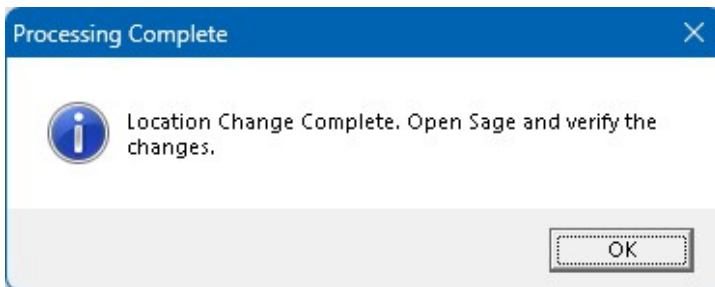 Processing Complete
Location Change Complete. Open Sage and verify the
changes.
OK